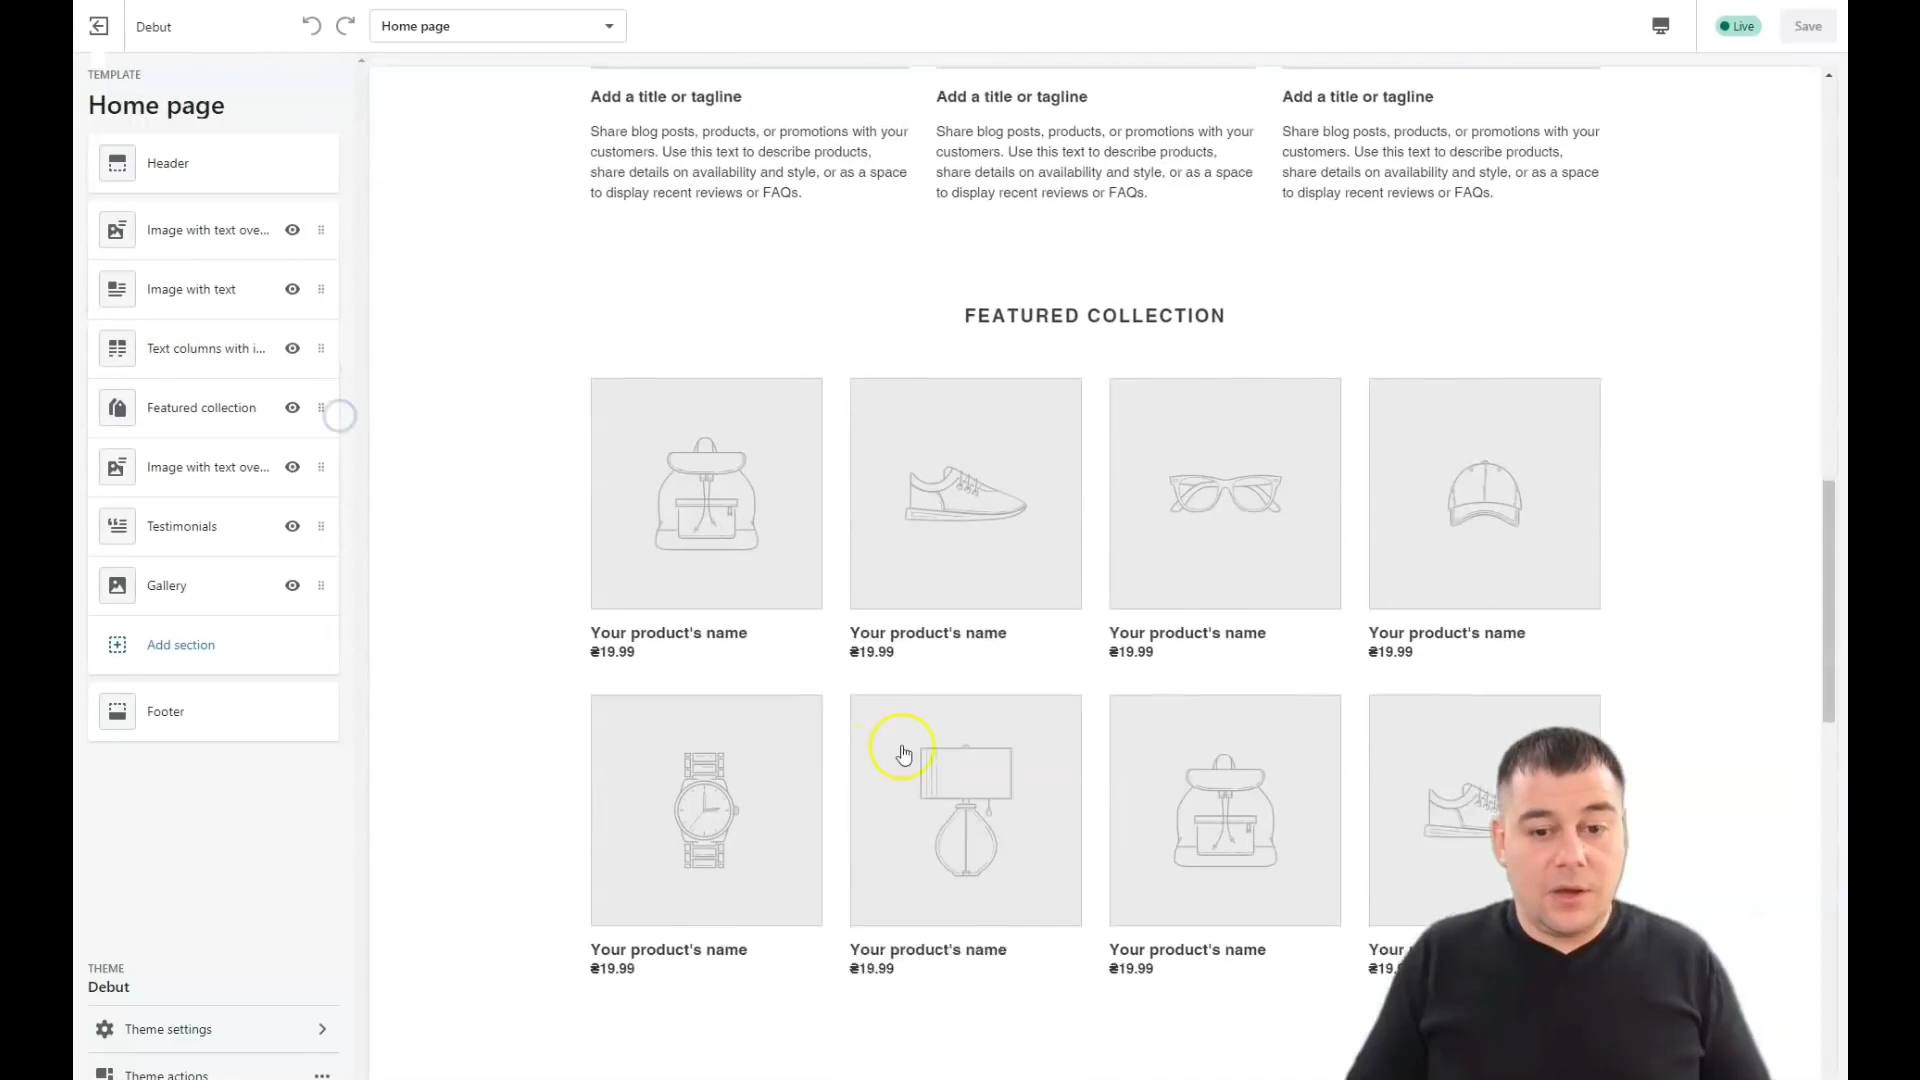 Debut
Home page
Live
Save
TEMPLATE
Home page
Header
Image with text ove...
Image with text
Text columns with i...
Featured collection
Image with text ove...
Testimonials
Gallery
Add section
Footer
THEME
Debut
Theme settings
Theme actions
Add a title or tagline
Share blog posts, products, or promotions with your
customers. Use this text to describe products,
share details on availability and style, or as a space
to display recent reviews or FAQs.
Add a title or tagline
Share blog posts, products, or promotions with your
customers. Use this text to describe products,
share details on availability and style, or as a space
to display recent reviews or FAQs.
Add a title or tagline
Share blog posts, products, or promotions with your
customers. Use this text to describe products,
share details on availability and style, or as a space
to display recent reviews or FAQs.
FEATURED COLLECTION
Your product's name
₴19.99
Your product's name
₴19.99
Your product's name
₴19.99
Your product's name
₴19.99
Your product's name
₴19.99
Your product's name
₴19.99
Your product's name
₴19.99
Your
₴19.